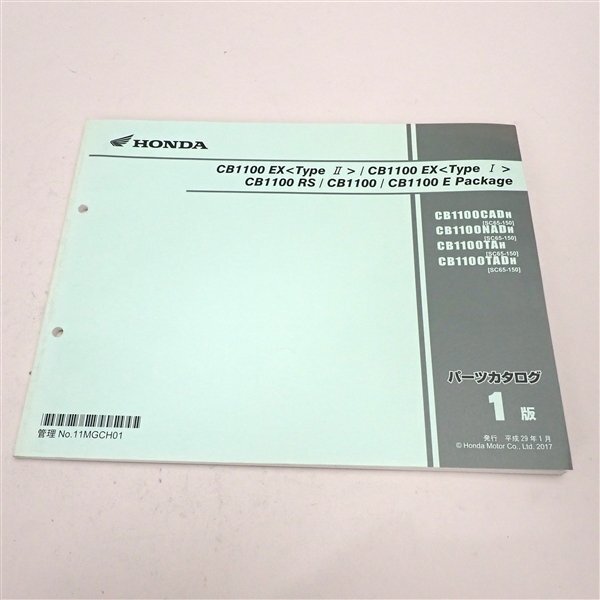 HONDA
CB1100 EX<Type Ⅱ> / CB1100 EX<Type Ⅰ>
CB1100 RS / CB1100 / CB1100 E Package
CB1100CADH
[SC65-150]
CB1100NADH
[SC65-150]
CB1100TAH
[SC65-150]
CB1100TADH
[SC65-150]
パーツカタログ
1 版
発行 平成 29 年 1 月
© Honda Motor Co., Ltd. 2017
管理 No.11MGCH01